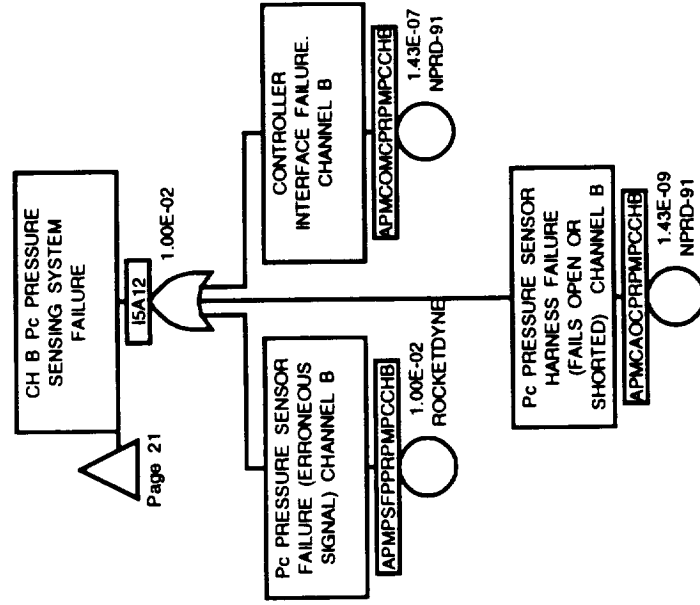 CH B Pc PRESSURE
SENSING SYSTEM
FAILURE
I5A12
1.00E-02
Page 21
Pc PRESSURE SENSOR
FAILURE (ERRONEOUS
SIGNAL) CHANNEL B
APMPSFPPRPMPCCHB
1.00E-02
ROCKETDYNE
CONTROLLER
INTERFACE FAILURE.
CHANNEL B
APMCOMCPRPMPCCHB
1.43E-07
NPRD-91
Pc PRESSURE SENSOR
HARNESS FAILURE
(FAILS OPEN OR
SHORTED) CHANNEL B
APMCAOCPRPMPCCHB
1.43E-09
NPRD-91